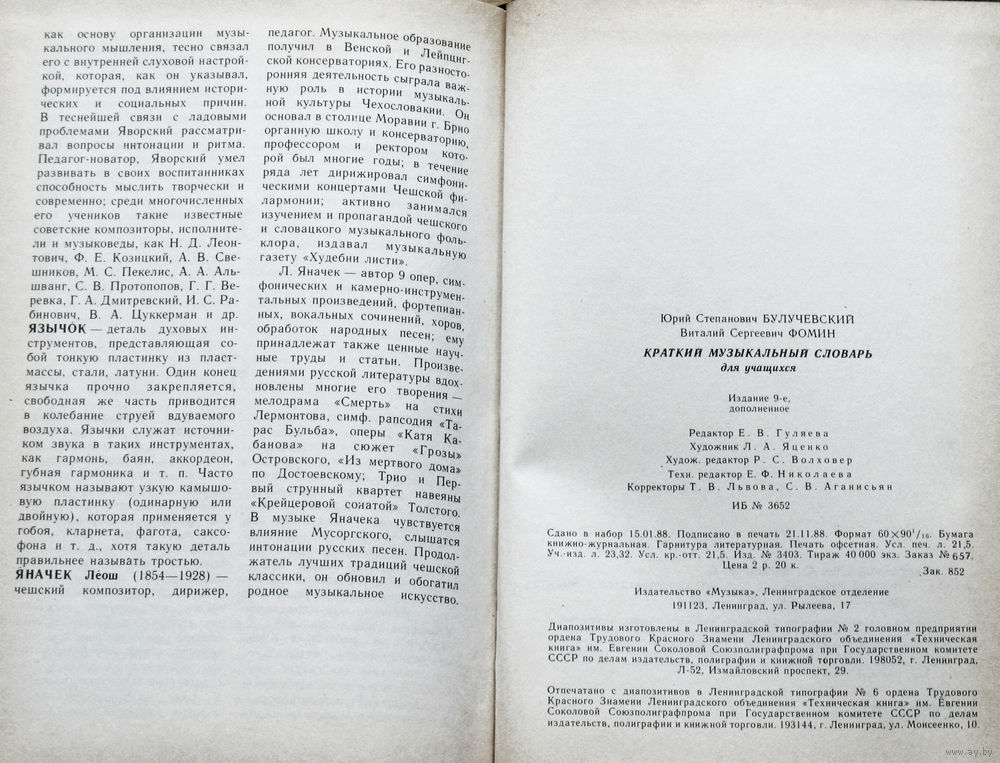 как основу организации музы-
кального мышления, тесно связал
его с внутренней слуховой настрой-
кой, которая, как он указывал,
формируется под влиянием истори-
ческих и социальных причин.
В теснейшей связи с ладовыми
проблемами Яворский рассматри-
вал вопросы интонации и ритма.
Педагог-новатор, Яворский умел
развивать в своих воспитанниках
способность мыслить творчески и
современно; среди многочисленных
его учеников такие известные
советские композиторы, исполните-
ли и музыковеды, как Н. Д. Леон-
тович, Ф. Е. Козицкий, А. В. Све-
шников, М. С. Пекелис, А. А. Аль-
шванг, С. В. Протопопов, Г. Г. Ве-
ревка, Г. А. Дмитревский, И. С. Ра-
бинович, В. А. Цуккерман и др.
ЯЗЫЧО́К — деталь духовых ин-
струментов, представляющая со-
бой тонкую пластинку из пласт-
массы, стали, латуни. Один конец
язычка прочно закрепляется,
свободная же часть приводится
в колебание струей вдуваемого
воздуха. Язычки служат источни-
ком звука в таких инструментах,
как гармонь, баян, аккордеон,
губная гармоника и т. п. Часто
язычком называют узкую камышо-
вую пластинку (одинарную или
двойную), которая применяется у
гобоя, кларнета, фагота, саксо-
фона и т. д., хотя такую деталь
правильнее называть тростью.
ЯНАЧЕК Ле́ош (1854—1928) —
чешский композитор, дирижер,
педагог. Музыкальное образование
получил в Венской и Лейпциг-
ской консерваториях. Его разносто-
ронняя деятельность сыграла важ-
ную роль в истории музыкаль-
ной культуры Чехословакии. Он
основал в столице Моравии г. Брно
органную школу и консерваторию,
профессором и ректором кото-
рой был многие годы; в течение
ряда лет дирижировал симфони-
ческими концертами Чешской фи-
лармонии; активно занимался
изучением и пропагандой чешского
и словацкого музыкального фоль-
клора, издавал музыкальную
газету «Худебни листи».
Л. Яначек — автор 9 опер, сим-
фонических и камерно-инструмен-
тальных произведений, фортепиан-
ных, вокальных сочинений, хоров,
обработок народных песен; ему
принадлежат также ценные науч-
ные труды и статьи. Произве-
дениями русской литературы вдох-
новлены многие его творения —
мелодрама «Смерть» на стихи
Лермонтова, симф. рапсодия «Та-
рас Бульба», оперы «Катя Ка-
банова» на сюжет «Грозы»
Островского, «Из мертвого дома»
по Достоевскому; Трио и Пер-
вый струнный квартет навеяны
«Крейцеровой сонатой» Толстого.
В музыке Яначека чувствуется
влияние Мусоргского, слышатся
интонации русских песен. Продол-
жатель лучших традиций чешской
классики, он обновил и обогатил
родное музыкальное искусство.
Юрий Степанович БУЛУЧЕВСКИЙ
Виталий Сергеевич ФОМИН
КРАТКИЙ МУЗЫКАЛЬНЫЙ СЛОВАРЬ
для учащихся
Издание 9-е,
дополненное
Редактор Е. В. Гуляева
Художник Л. А. Яценко
Худож. редактор Р. С. Волховер
Техн. редактор Е. Ф. Николаева
Корректоры Т. В. Львова, С. В. Аганисьян
ИБ № 3652
Сдано в набор 15.01.88. Подписано в печать 21.11.88. Формат 60×90¹/₁₆. Бумага
книжно-журнальная. Гарнитура литературная. Печать офсетная. Усл. печ. л. 21,5.
Уч.-изд. л. 23,32. Усл. кр.-отт. 21,5. Изд. № 3403. Тираж 40 000 экз. Заказ №657.
Цена 2 р. 20 к.
Зак. 852
Издательство «Музыка», Ленинградское отделение
191123, Ленинград, ул. Рылеева, 17
Диапозитивы изготовлены в Ленинградской типографии № 2 головном предприятии
ордена Трудового Красного Знамени Ленинградского объединения «Техническая
книга» им. Евгении Соколовой Союзполиграфпрома при Государственном комитете
СССР по делам издательств, полиграфии и книжной торговли. 198052, г. Ленинград,
Л-52, Измайловский проспект, 29.
Отпечатано с диапозитивов в Ленинградской типографии № 6 ордена Трудового
Красного Знамени Ленинградского объединения «Техническая книга» им. Евгении
Соколовой Союзполиграфпрома при Государственном комитете СССР по делам
издательств, полиграфии и книжной торговли. 193144, г. Ленинград, ул. Моисеенко, 10.
www.ay.by